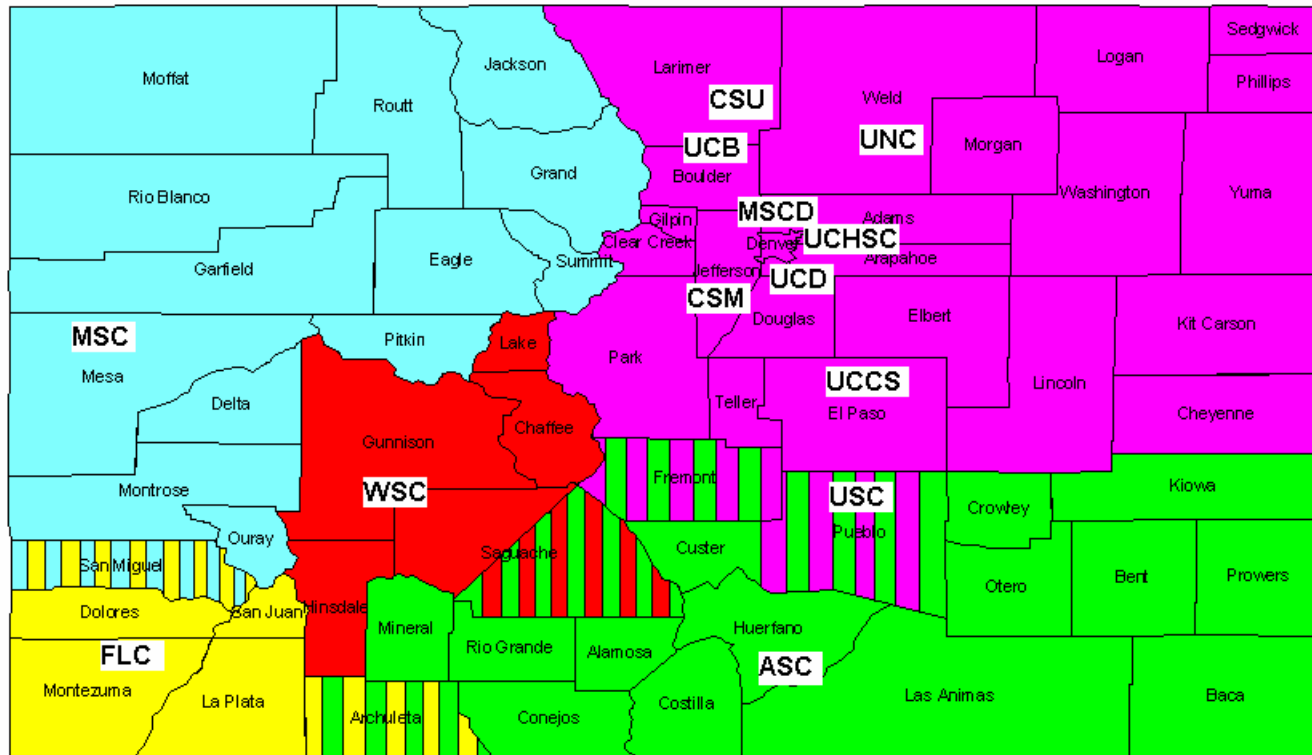 Sedgwick
Logan
Jackson
Larimer
Moffat
Phillips
Routt
CSU
Weld
UCB
UNC
Morgan
Grand
Boulder
Rio Blanco
Washington
Yuma
MSCD
Gilpin
Adams
Clear Creek
Denver
UCHSC
Eagle
Summit
Arapahoe
Garfield
Jefferson
UCD
CSM
Douglas
Elbert
Kit Carson
MSC
Pitkin
Lake
Park
Mesa
UCCS
Lincoln
Delta
Teller
El Paso
Cheyenne
Chaffee
Gunnison
Fremont
Kiowa
Montrose
WSC
USC
Crowley
Pueblo
Ouray
Saguache
Custer
San Miguel
Otero
Bent
Prowers
Dolores
San Juan
Hinsdale
Mineral
Huerfano
Rio Grande
Alamosa
FLC
ASC
Montezuma
La Plata
Costilla
Las Animas
Baca
Archuleta
Conejos